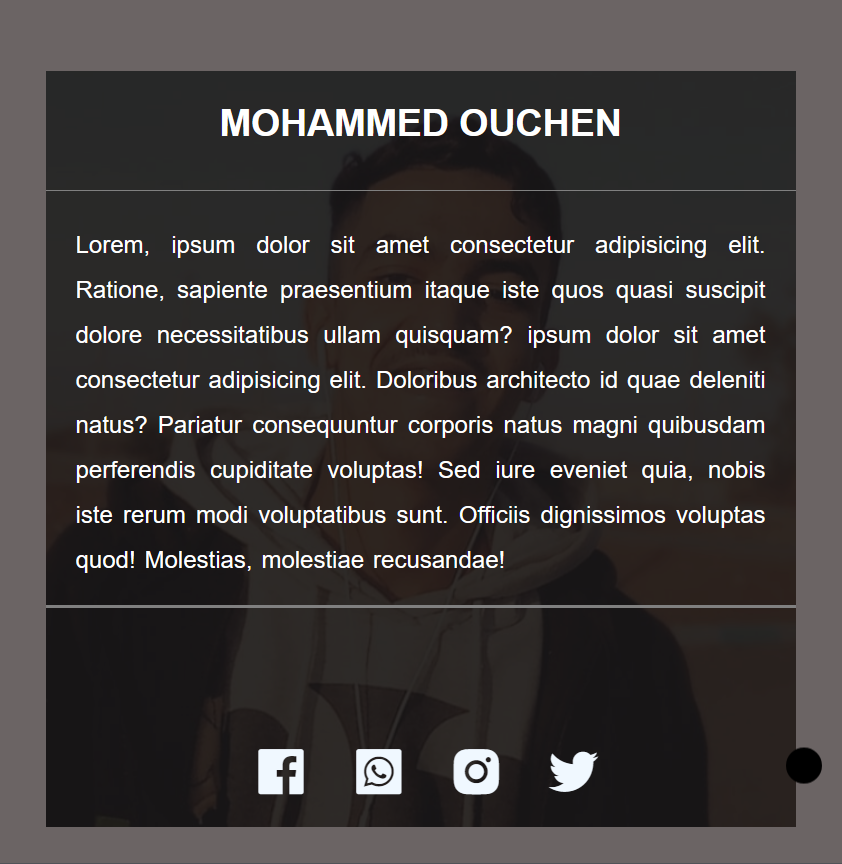 MOHAMMED OUCHEN
Lorem, ipsum dolor sit amet consectetur adipisicing elit.
Ratione, sapiente praesentium itaque iste quos quasi suscipit
dolore necessitatibus ullam quisquam? ipsum dolor sit amet
consectetur adipisicing elit. Doloribus architecto id quae deleniti
natus? Pariatur consequuntur corporis natus magni quibusdam
perferendis cupiditate voluptas! Sed iure eveniet quia, nobis
iste rerum modi voluptatibus sunt. Officiis dignissimos voluptas
quod! Molestias, molestiae recusandae!